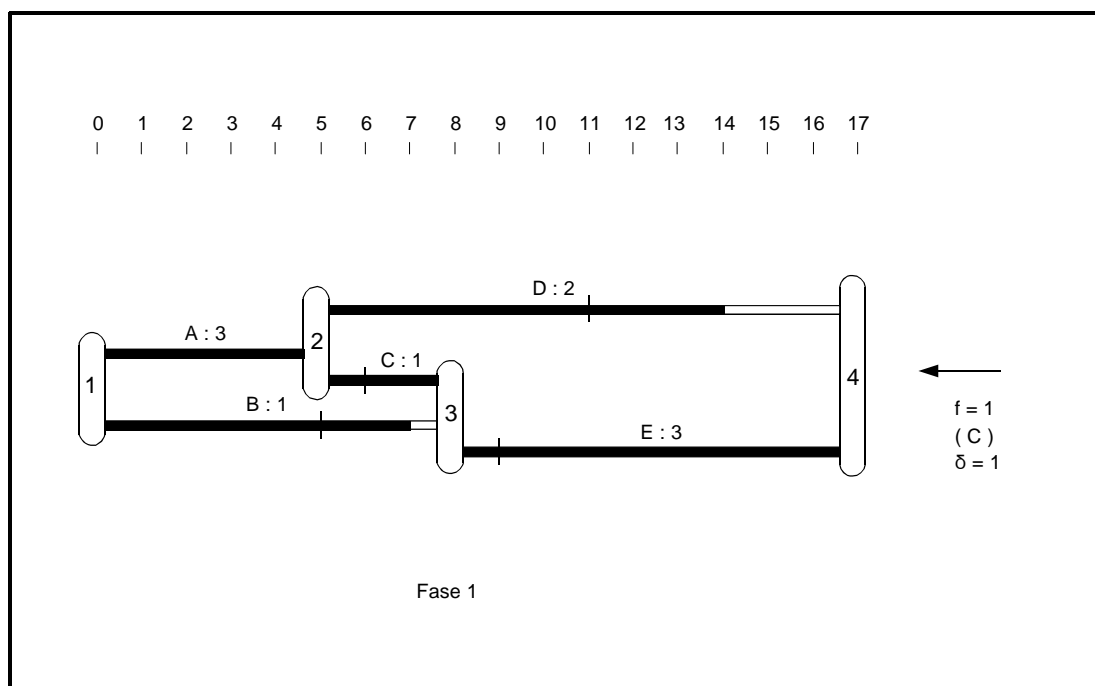 0 1 2 3 4 5 6 7 8 9 10 11 12 13 14 15 16 17
D : 2
A : 3
2
C : 1
1
4
B : 1
3
E : 3
f = 1
( C )
δ = 1
Fase 1